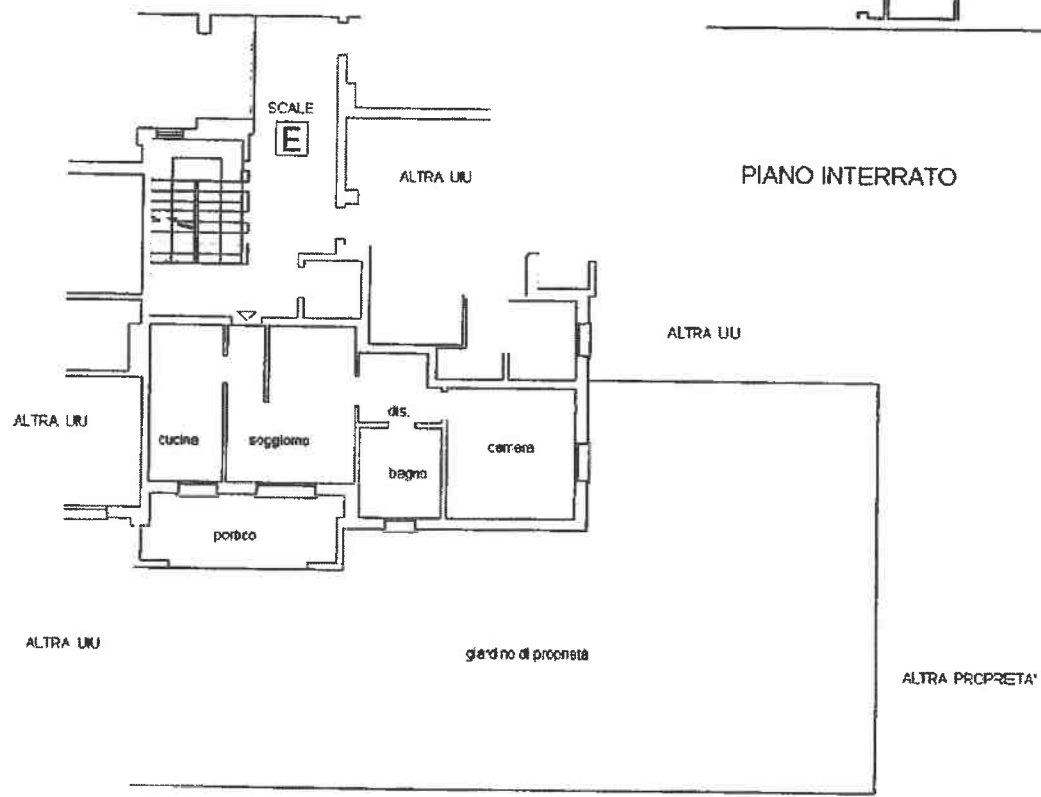 SCALE
E
ALTRA UIU
PIANO INTERRATO
ALTRA UIU
ALTRA UIU
cucina
soggiorno
dis.
bagno
camera
portico
ALTRA UIU
giardino di proprietà
ALTRA PROPRETA'